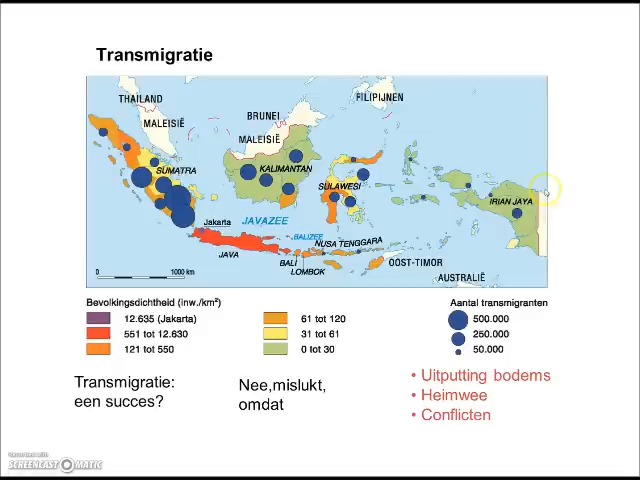 Transmigratie
THAILAND
MALEISIË
BRUNEI
MALEISIË
FILIPIJNEN
SUMATRA
KALIMANTAN
SULAWESI
IRIAN JAYA
Jakarta
JAVAZEE
JAVA
BALIZEE
BALI
LOMBOK
NUSA TENGGARA
OOST-TIMOR
AUSTRALIË
0 1000 km
Bevolkingsdichtheid (inw./km²)
12.635 (Jakarta)
551 tot 12.630
121 tot 550
61 tot 120
31 tot 61
0 tot 30
Aantal transmigranten
500.000
250.000
50.000
Transmigratie:
een succes?
Nee,mislukt,
omdat
• Uitputting bodems
• Heimwee
• Conflicten
Recorded with
SCREENCAST MATIC